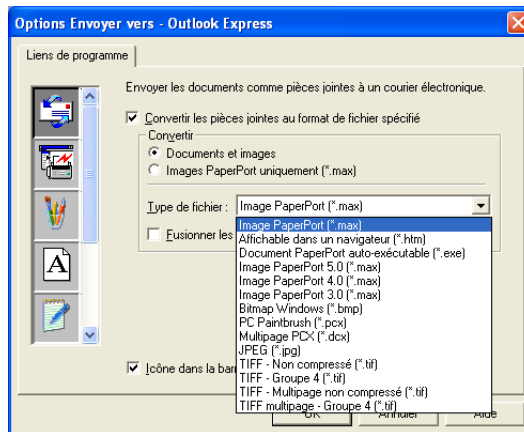 Options Envoyer vers - Outlook Express
Liens de programme
Envoyer les documents comme pièces jointes à un courier électronique.
Convertir les pièces jointes au format de fichier spécifié
Convertir
Documents et images
Images PaperPort uniquement (*.max)
Type de fichier : Image PaperPort (*.max)
Fusionner les
Image PaperPort (*.max)
Affichable dans un navigateur (*.htm)
Document PaperPort auto-exécutable (*.exe)
Image PaperPort 5.0 (*.max)
Image PaperPort 4.0 (*.max)
Image PaperPort 3.0 (*.max)
Bitmap Windows (*.bmp)
PC Paintbrush (*.pcx)
Multipage PCX (*.dcx)
JPEG (*.jpg)
TIFF - Non compressé (*.tif)
TIFF - Groupe 4 (*.tif)
TIFF - Multipage non compressé (*.tif)
TIFF multipage - Groupe 4 (*.tif)
Icône dans la barr
OK Annuler Aide